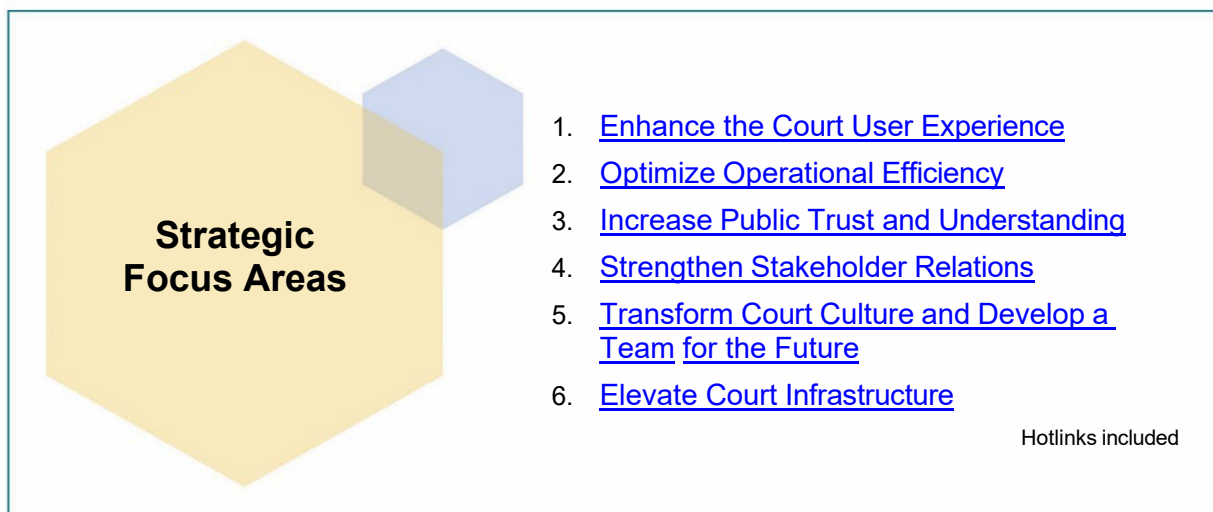 Strategic
Focus Areas
1. Enhance the Court User Experience
2. Optimize Operational Efficiency
3. Increase Public Trust and Understanding
4. Strengthen Stakeholder Relations
5. Transform Court Culture and Develop a
Team for the Future
6. Elevate Court Infrastructure
Hotlinks included